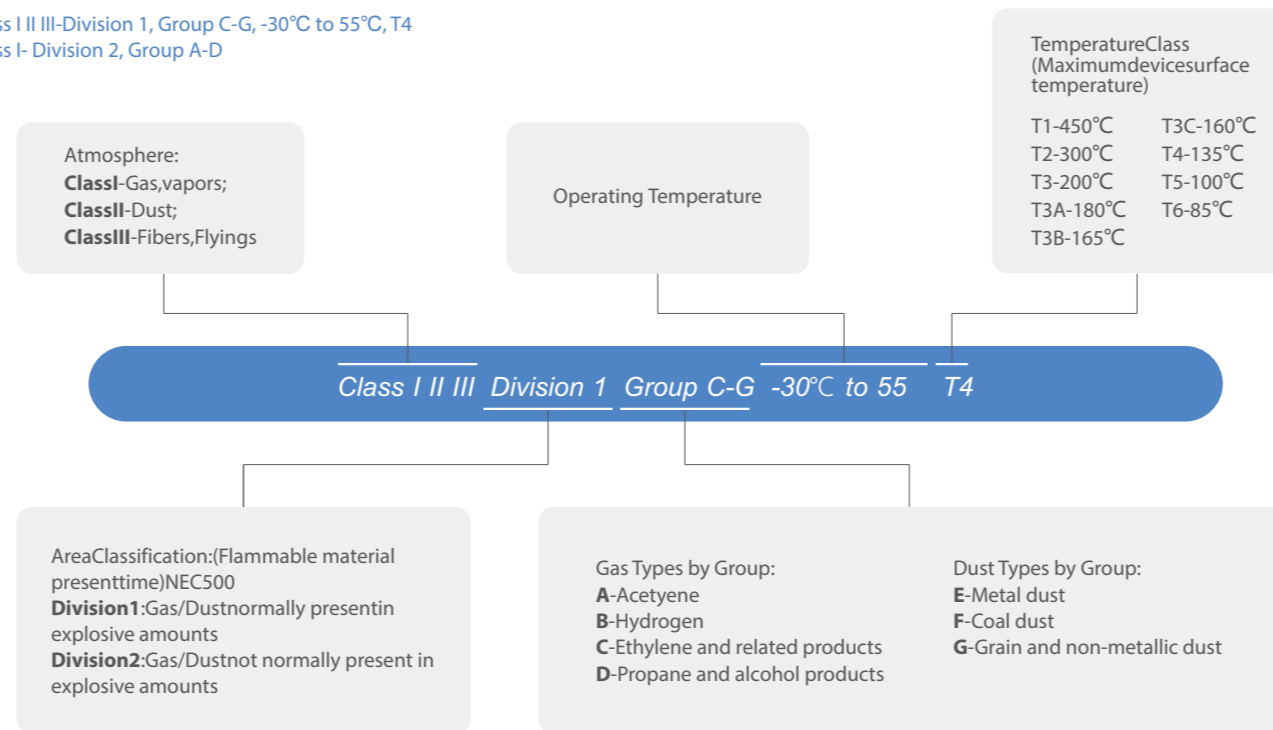 ss I II III-Division 1, Group C-G, -30℃ to 55℃, T4
ss I- Division 2, Group A-D
TemperatureClass
(Maximumdevicesurface
temperature)
T1-450℃ T3C-160℃
T2-300℃ T4-135℃
T3-200℃ T5-100℃
T3A-180℃ T6-85℃
T3B-165℃
Atmosphere:
ClassI-Gas,vapors;
ClassII-Dust;
ClassIII-Fibers,Flyings
Operating Temperature
Class I II III Division 1 Group C-G -30℃ to 55 T4
AreaClassification:(Flammable material
presenttime)NEC500
Division1:Gas/Dustnormally presentin
explosive amounts
Division2:Gas/Dustnot normally present in
explosive amounts
Gas Types by Group:
A-Acetyene
B-Hydrogen
C-Ethylene and related products
D-Propane and alcohol products
Dust Types by Group:
E-Metal dust
F-Coal dust
G-Grain and non-metallic dust